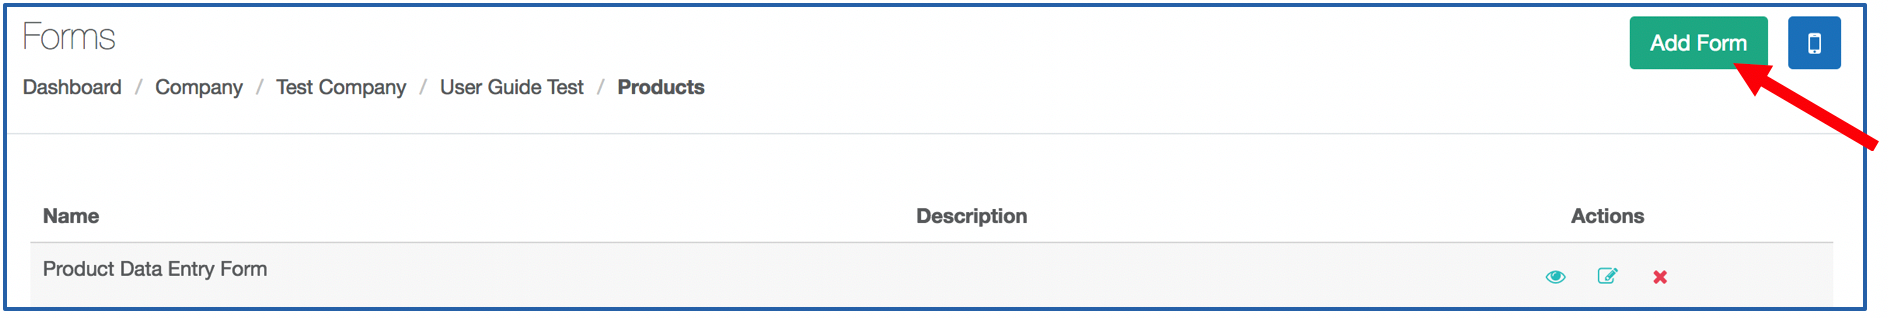 Forms
Add Form
Dashboard / Company / Test Company / User Guide Test / Products
Name Description Actions
Product Data Entry Form